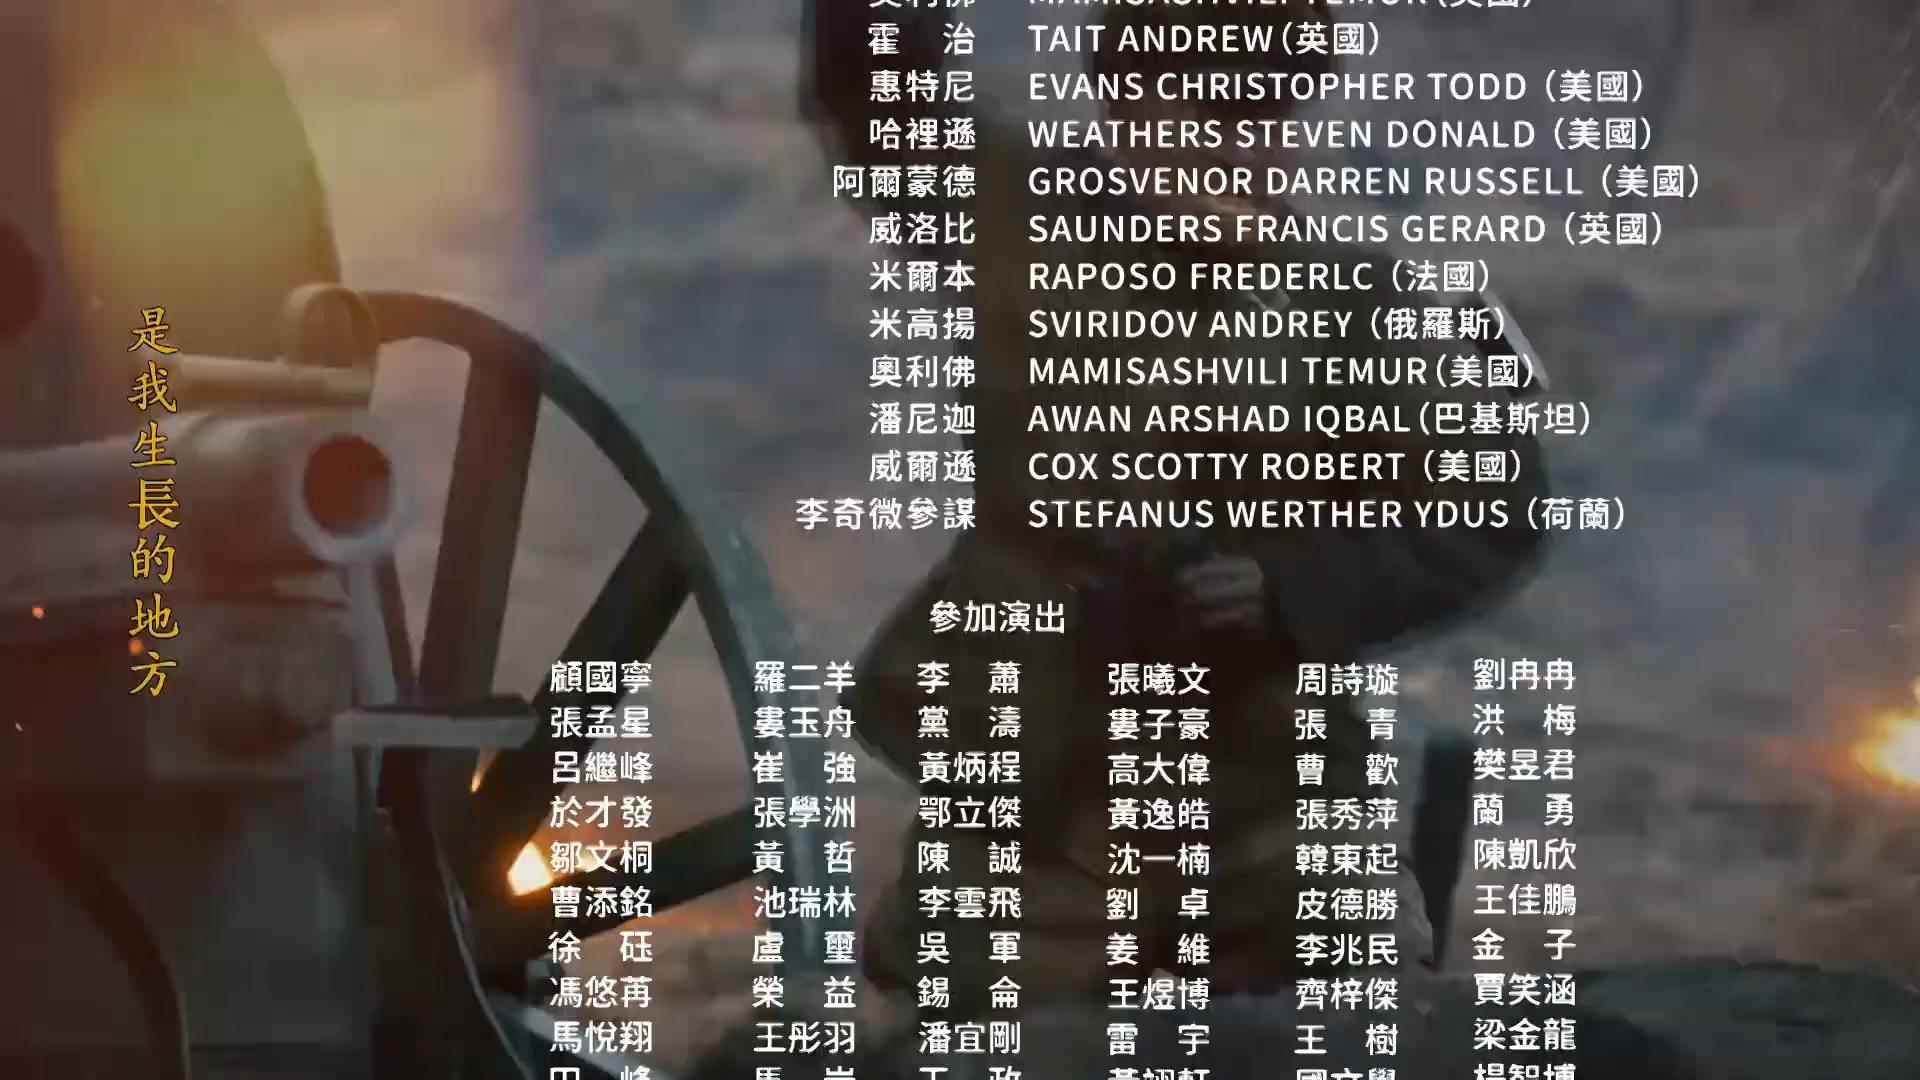 奧利佛 MAMISASHVILI TEMUR(美國)
霍 治 TAIT ANDREW(英國)
惠特尼 EVANS CHRISTOPHER TODD (美國)
哈裡遜 WEATHERS STEVEN DONALD (美國)
阿爾蒙德 GROSVENOR DARREN RUSSELL (美國)
威洛比 SAUNDERS FRANCIS GERARD (英國)
米爾本 RAPOSO FREDERLC (法國)
米高揚 SVIRIDOV ANDREY (俄羅斯)
奧利佛 MAMISASHVILI TEMUR(美國)
潘尼迦 AWAN ARSHAD IQBAL(巴基斯坦)
威爾遜 COX SCOTTY ROBERT (美國)
李奇微參謀 STEFANUS WERTHER YDUS (荷蘭)
是我生長的地方
參加演出
顧國寧 羅二羊 李 蕭 張曦文 周詩璇 劉冉冉
張孟星 婁玉舟 黨 濤 婁子豪 張 青 洪 梅
呂繼峰 崔 強 黃炳程 高大偉 曹 歡 樊昱君
於才發 張學洲 鄂立傑 黃逸皓 張秀萍 蘭 勇
鄒文桐 黃 哲 陳 誠 沈一楠 韓東起 陳凱欣
曹添銘 池瑞林 李雲飛 劉 卓 皮德勝 王佳鵬
徐 砡 盧 璽 吳 軍 姜 維 李兆民 金 子
馮悠苒 榮 益 錫 侖 王煜博 齊梓傑 賈笑涵
馬悅翔 王彤羽 潘宜剛 雷 宇 王 樹 梁金龍